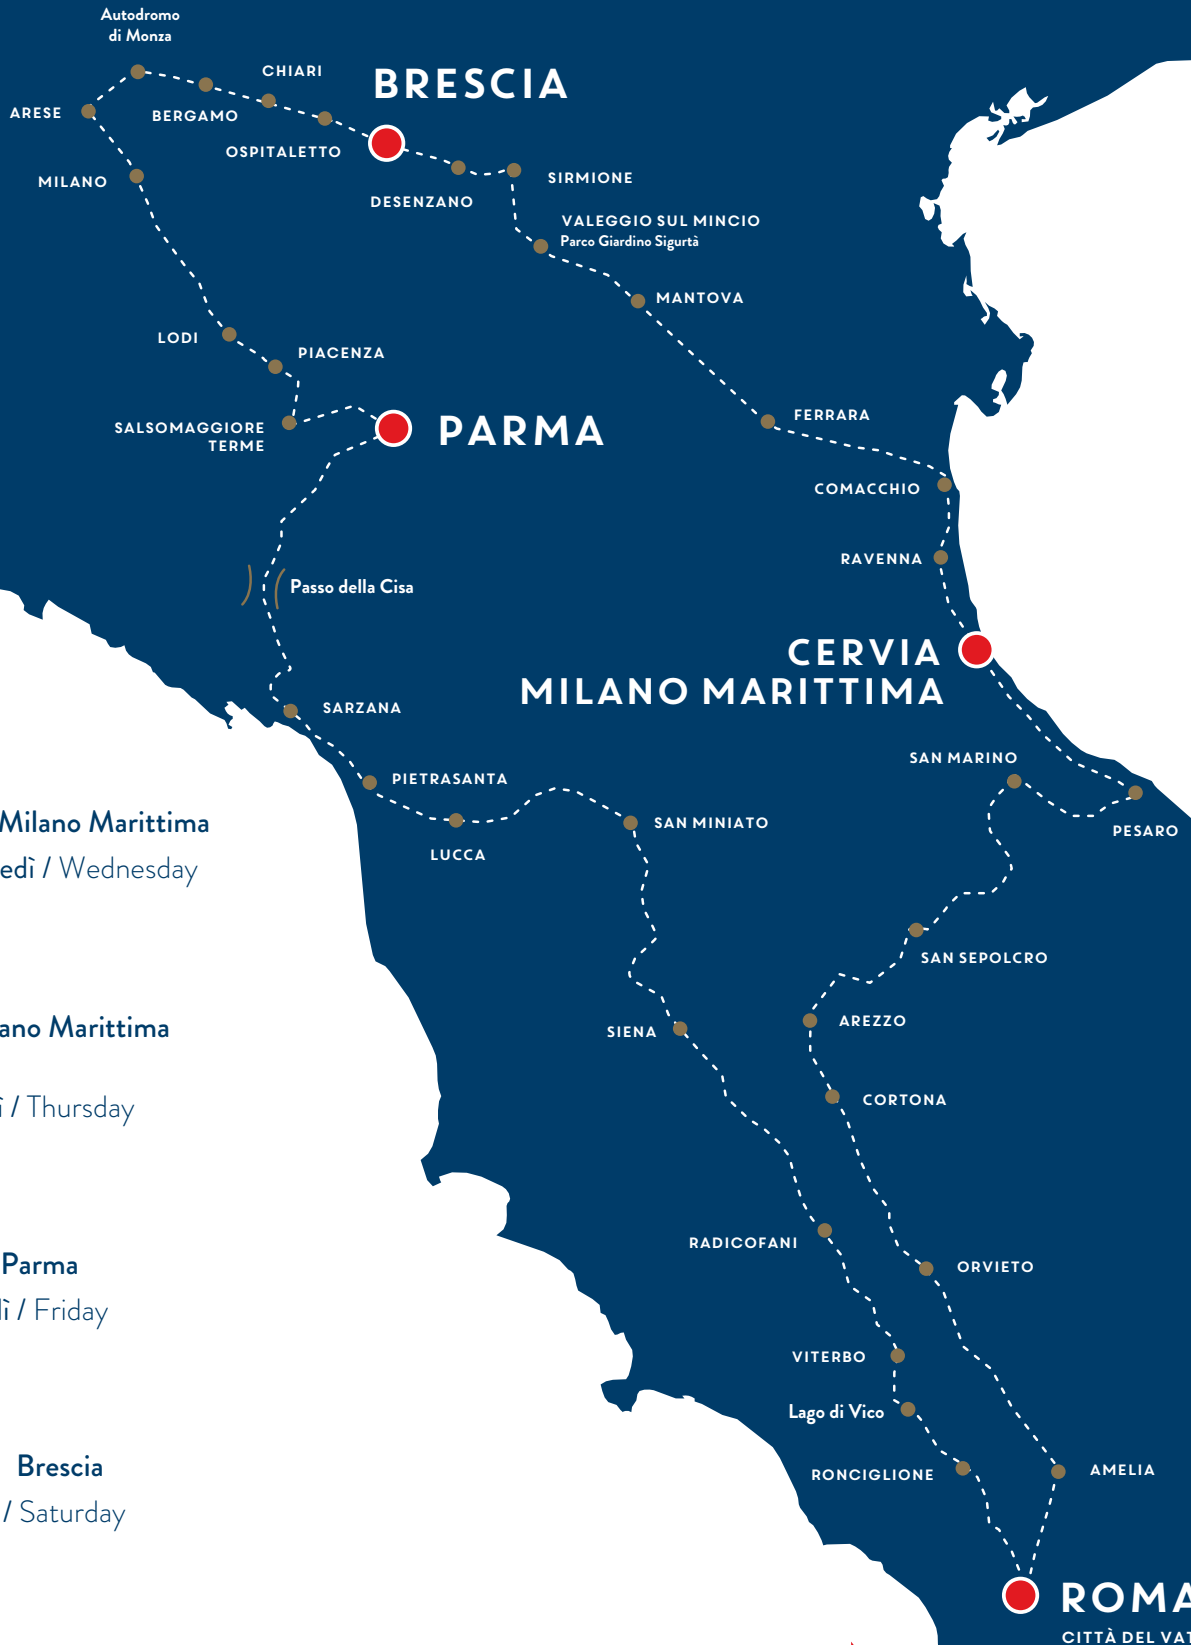 Autodromo
di Monza
CHIARI
BRESCIA
ARESE
BERGAMO
OSPITALETTO
MILANO
SIRMIONE
DESENZANO
VALEGGIO SUL MINCIO
Parco Giardino Sigurtà
MANTOVA
LODI
PIACENZA
SALSOMAGGIORE
TERME
PARMA
FERRARA
COMACCHIO
RAVENNA
Passo della Cisa
CERVIA
MILANO MARITTIMA
SARZANA
SAN MARINO
PIETRASANTA
SAN MINIATO
PESARO
LUCCA
Milano Marittima
edì / Wednesday
SAN SEPOLCRO
SIENA
AREZZO
ano Marittima
CORTONA
ì / Thursday
RADICOFANI
ORVIETO
Parma
lì / Friday
VITERBO
Lago di Vico
RONCIGLIONE
AMELIA
Brescia
/ Saturday
ROMA
CITTÀ DEL VAT